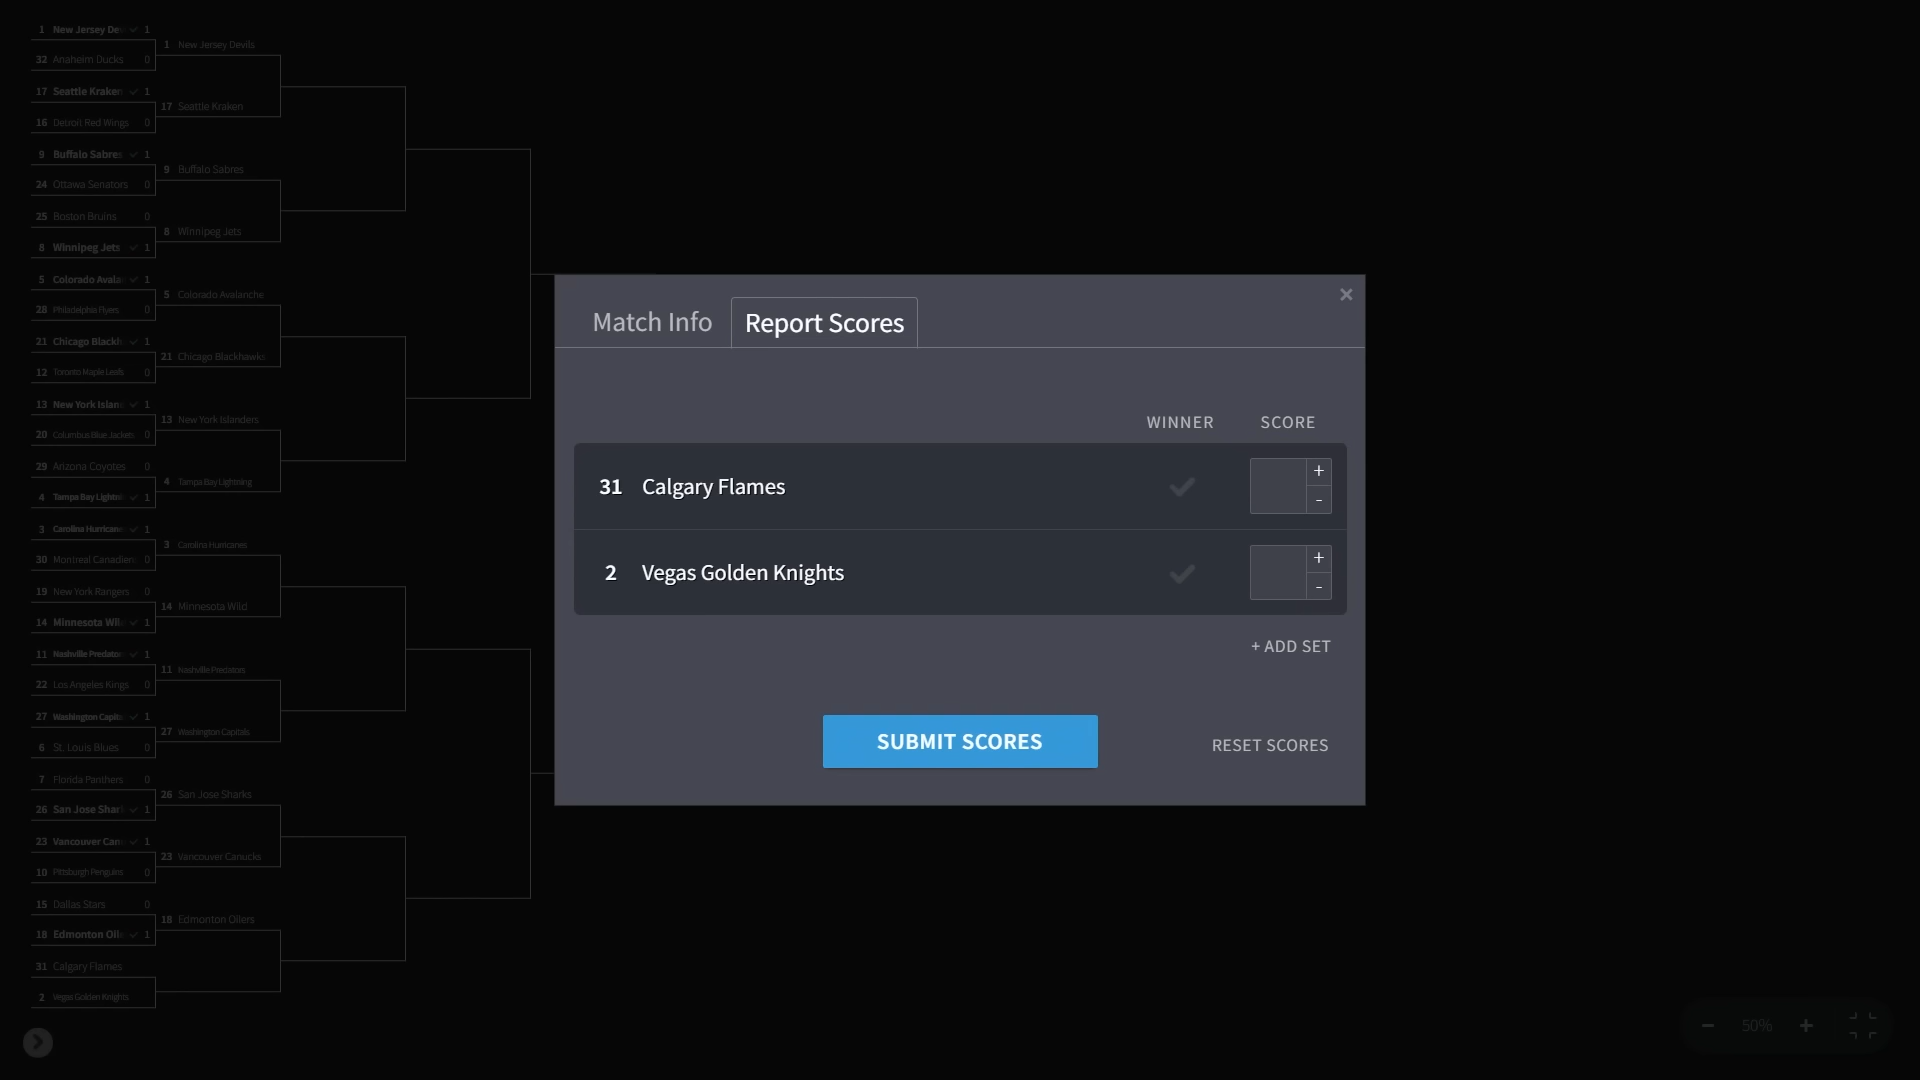 1 New Jersey De 1
32 Anaheim Ducks 0
1 New Jersey Devils
17 Seattle Kraken 1
16 Detroit Red Wings 0
17 Seattle Kraken
9 Buffalo Sabres 1
24 Ottawa Senators 0
9 Buffalo Sabres
25 Boston Bruins 0
8 Winnipeg Jets 1
8 Winnipeg Jets
5 Colorado Avala 1
28 Philadelphia Flyers 0
5 Colorado Avalanche
21 Chicago Blackh 1
12 Toronto Maple Leafs 0
21 Chicago Blackhawks
13 New York Islan 1
20 Columbus Blue Jackets 0
13 New York Islanders
29 Arizona Coyotes 0
4 Tampa Bay Lightni 1
4 Tampa Bay Lightning
3 Carolina Hurricane 1
30 Montreal Canadien 0
3 Carolina Hurricanes
19 New York Rangers 0
14 Minnesota Wil 1
14 Minnesota Wild
11 Nashville Predato 1
22 Los Angeles Kings 0
11 Nashville Predators
27 Washington Capita 1
6 St. Louis Blues 0
27 Washington Capitals
7 Florida Panthers 0
26 San Jose Shar 1
26 San Jose Sharks
23 Vancouver Can 1
10 Pittsburgh Penguins 0
23 Vancouver Canucks
15 Dallas Stars 0
18 Edmonton Oil 1
18 Edmonton Oilers
31 Calgary Flames
2 Vegas Golden Knights
×
Match Info
Report Scores
WINNER SCORE
31 Calgary Flames
+
-
2 Vegas Golden Knights
+
-
+ ADD SET
SUBMIT SCORES
RESET SCORES
− 50% +